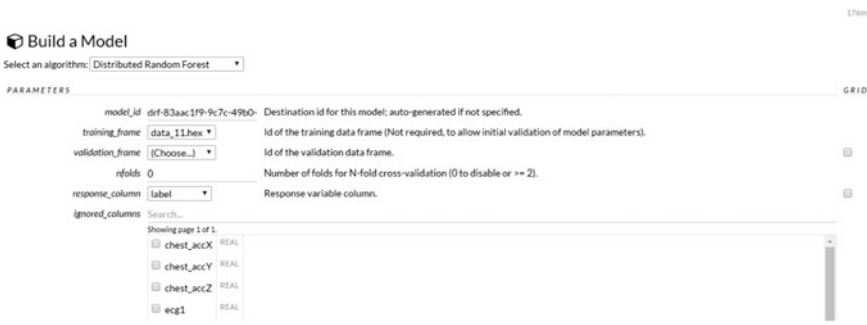 176m
Build a Model
Select an algorithm: Distributed Random Forest
PARAMETERS GRID
model_id drf-83aac1f9-9c7c-49b0- Destination id for this model; auto-generated if not specified.
training_frame data_11.hex Id of the training data frame (Not required, to allow initial validation of model parameters).
validation_frame (Choose...) Id of the validation data frame.
nfolds 0 Number of folds for N-fold cross-validation (0 to disable or >= 2).
response_column label Response variable column.
ignored_columns Search...
Showing page 1 of 1.
chest_accX REAL
chest_accY REAL
chest_accZ REAL
ecg1 REAL